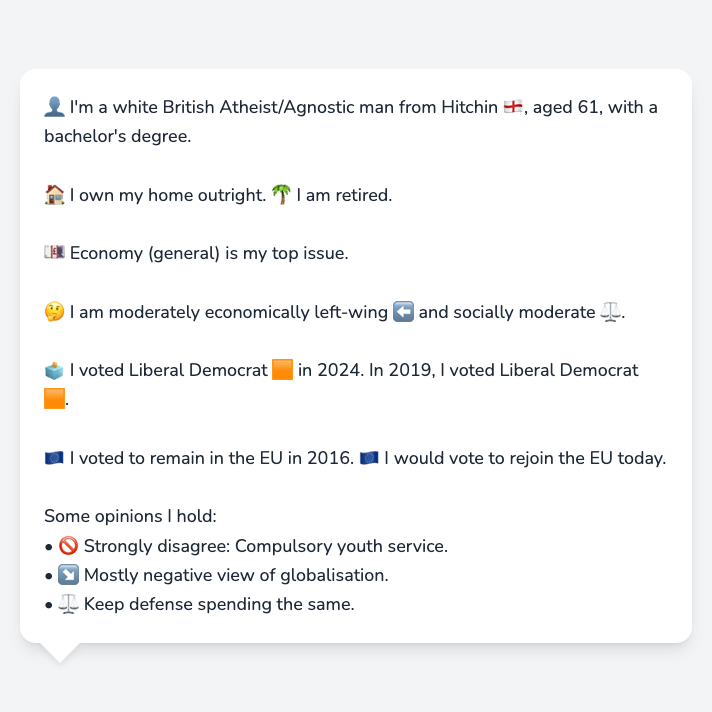 👤 I'm a white British Atheist/Agnostic man from Hitchin 🏴󠁧󠁢󠁥󠁮󠁧󠁿, aged 61, with a
bachelor's degree.
🏠 I own my home outright. 🌴 I am retired.
💷 Economy (general) is my top issue.
🤔 I am moderately economically left-wing ⬅️ and socially moderate ⚖️.
🗳️ I voted Liberal Democrat 🟧 in 2024. In 2019, I voted Liberal Democrat
🟧.
🇪🇺 I voted to remain in the EU in 2016. 🇪🇺 I would vote to rejoin the EU today.
Some opinions I hold:
• 🚫 Strongly disagree: Compulsory youth service.
• ↘️ Mostly negative view of globalisation.
• ⚖️ Keep defense spending the same.